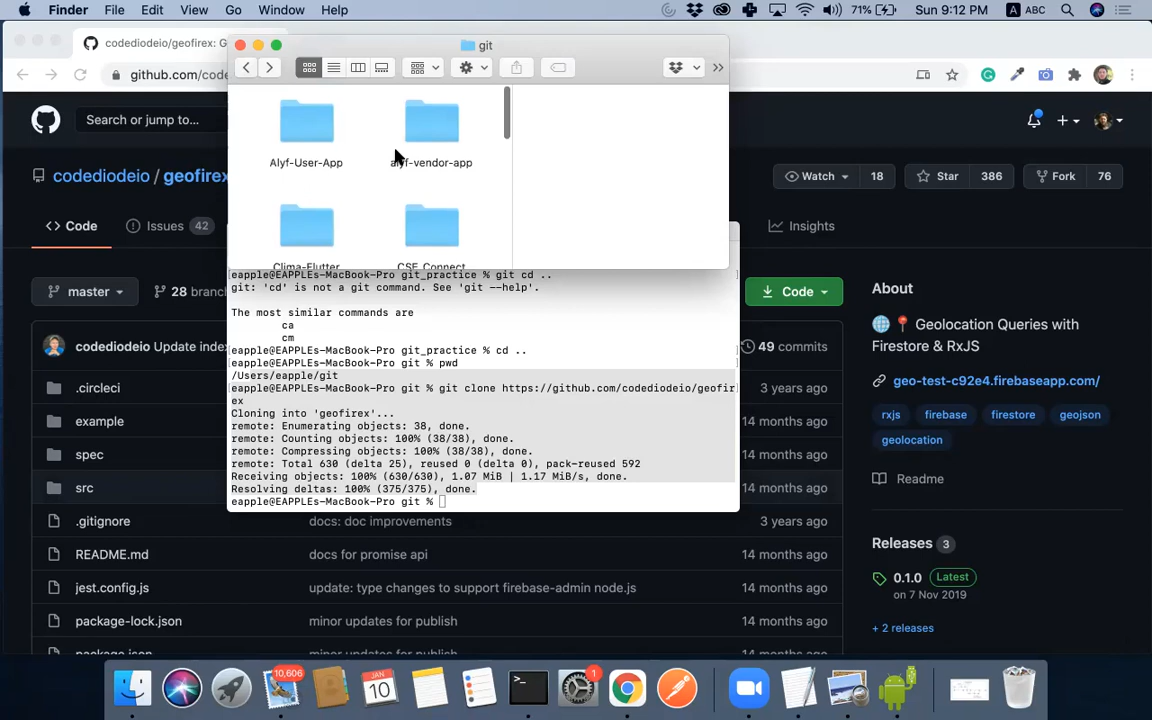 Finder File Edit View Go Window Help 71% Sun 9:12 PM A ABC
codediodeio/geofirex: G
git
github.com/code
Search or jump to...
Alyf-User-App alyf-vendor-app
codediodeio / geofirex
Watch 18 Star 386 Fork 76
<> Code Issues 42 Insights
Clima-Flutter CSE Connect
eapple@EAPPLEs-MacBook-Pro git_practice % git cd ..
git: 'cd' is not a git command. See 'git --help'.
The most similar commands are
ca
cm
eapple@EAPPLEs-MacBook-Pro git_practice % cd ..
eapple@EAPPLEs-MacBook-Pro git_practice % pwd
/Users/eapple/git
eapple@EAPPLEs-MacBook-Pro git % git clone https://github.com/codediodeio/geofir
ex
Cloning into 'geofirex'...
remote: Enumerating objects: 38, done.
remote: Counting objects: 100% (38/38), done.
remote: Compressing objects: 100% (38/38), done.
remote: Total 630 (delta 25), reused 0 (delta 0), pack-reused 592
Receiving objects: 100% (630/630), 1.07 MiB | 1.17 MiB/s, done.
Resolving deltas: 100% (375/375), done.
eapple@EAPPLEs-MacBook-Pro git %
master 28 branch Code
codediodeio Update index 49 commits
.circleci 3 years ago
example 14 months ago
spec 14 months ago
src 14 months ago
.gitignore docs: doc improvements 3 years ago
README.md docs for promise api 14 months ago
jest.config.js update: type changes to support firebase-admin node.js 14 months ago
package-lock.json minor updates for publish 14 months ago
package.json minor updates for publish 14 months ago
About
Geolocation Queries with
Firestore & RxJS
geo-test-c92e4.firebaseapp.com/
rxjs firebase firestore geojson
geolocation
Readme
Releases 3
0.1.0 Latest
on 7 Nov 2019
+ 2 releases
10,606
JAN
10
1